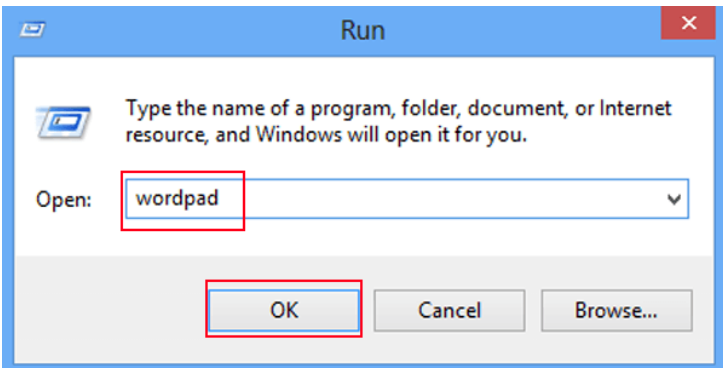 Run
Type the name of a program, folder, document, or Internet
resource, and Windows will open it for you.
Open: wordpad
OK Cancel Browse...